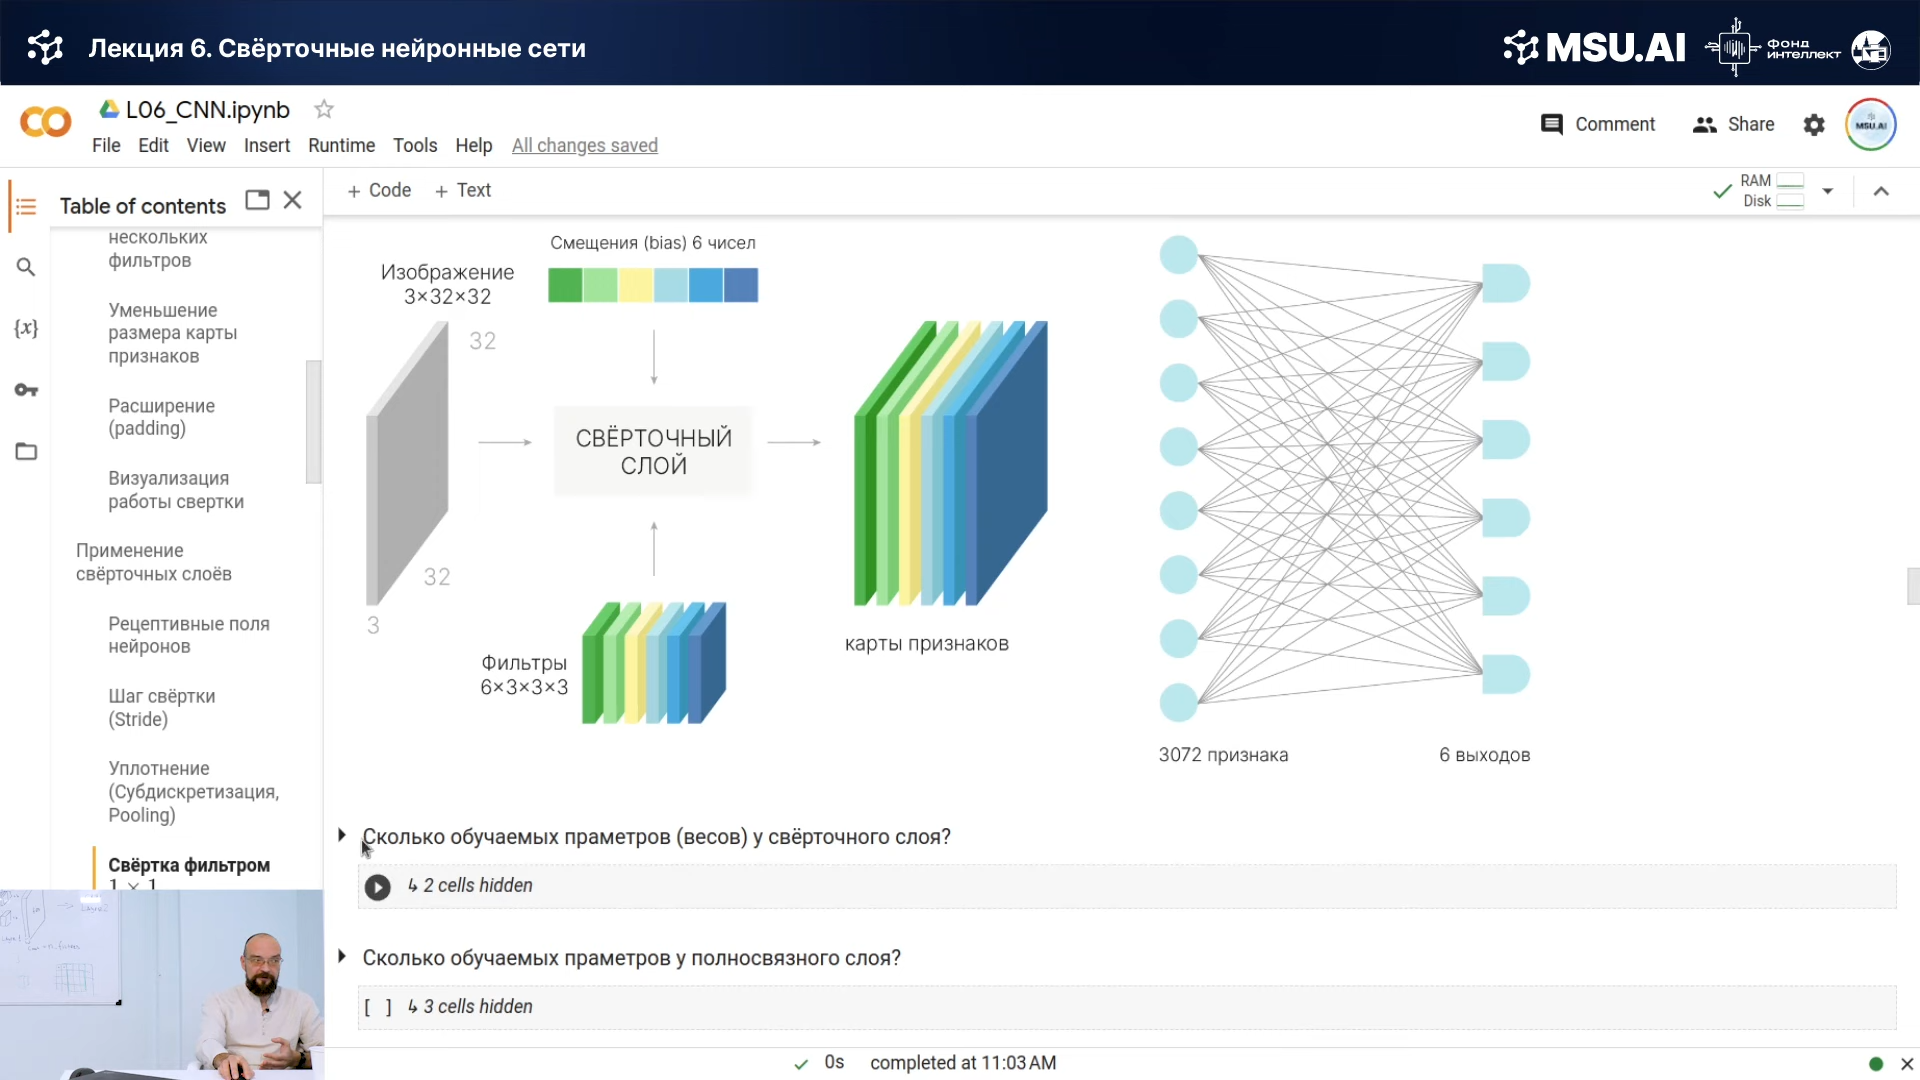 Лекция 6. Свёрточные нейронные сети
MSU.AI
ФОНД
ИНТЕЛЛЕКТ
L06_CNN.ipynb
File Edit View Insert Runtime Tools Help All changes saved
Comment
Share
MSU.AI
Table of contents
+ Code + Text
RAM
Disk
нескольких
фильтров
Уменьшение
размера карты
признаков
Расширение
(padding)
Визуализация
работы свертки
Применение
свёрточных слоёв
Рецептивные поля
нейронов
Шаг свёртки
(Stride)
Уплотнение
(Субдискретизация,
Pooling)
Свёртка фильтром
1 × 1
{x}
Смещения (bias) 6 чисел
Изображение
3×32×32
32
32
3
СВЁРТОЧНЫЙ
СЛОЙ
Фильтры
6×3×3×3
карты признаков
3072 признака
6 выходов
Сколько обучаемых праметров (весов) у свёрточного слоя?
↳ 2 cells hidden
Сколько обучаемых праметров у полносвязного слоя?
[ ] ↳ 3 cells hidden
0s completed at 11:03 AM